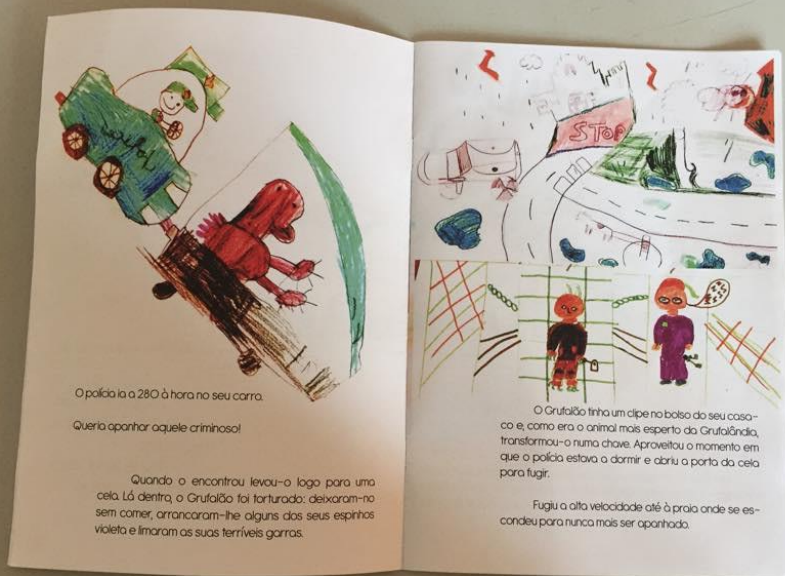 O polícia ia a 280 à hora no seu carro.
Queria apanhar aquele criminoso!
Quando o encontrou levou-o logo para uma
cela. Lá dentro, o Grufalão foi torturado: deixaram-no
sem comer, arrancaram-lhe alguns dos seus espinhos
violeta e limaram as suas terríveis garras.
STOP
O Grufalão tinha um clipe no bolso do seu casa-
co e, como era o animal mais esperto da Grufalândia,
transformou-o numa chave. Aproveitou o momento em
que o polícia estava a dormir e abriu a porta da cela
para fugir.
Fugiu a alta velocidade até à praia onde se es-
condeu para nunca mais ser apanhado.